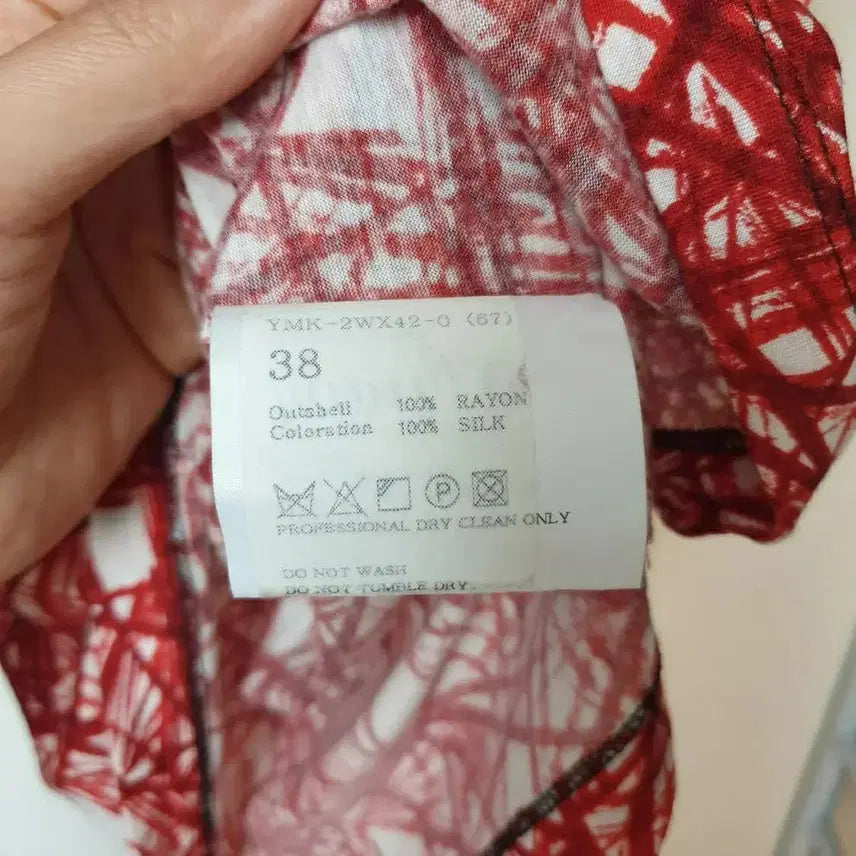 YMK-2WX42-0 (67)
38
Outshell 100% RAYON
Coloration 100% SILK
P
PROFESSIONAL DRY CLEAN ONLY
DO NOT WASH
DO NOT TUMBLE DRY.